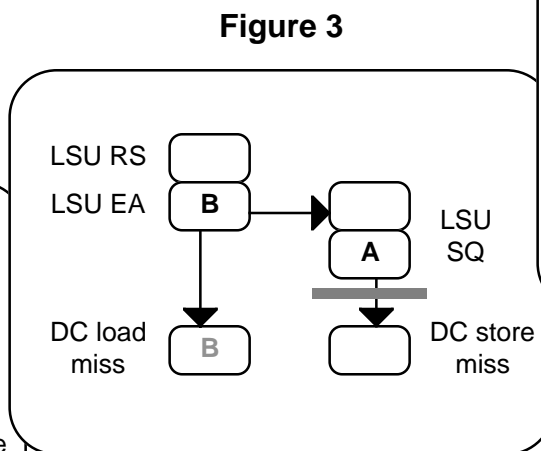 Figure 3
LSU RS
LSU EA
B
LSU
SQ
A
DC load
miss
B
DC store
miss
e